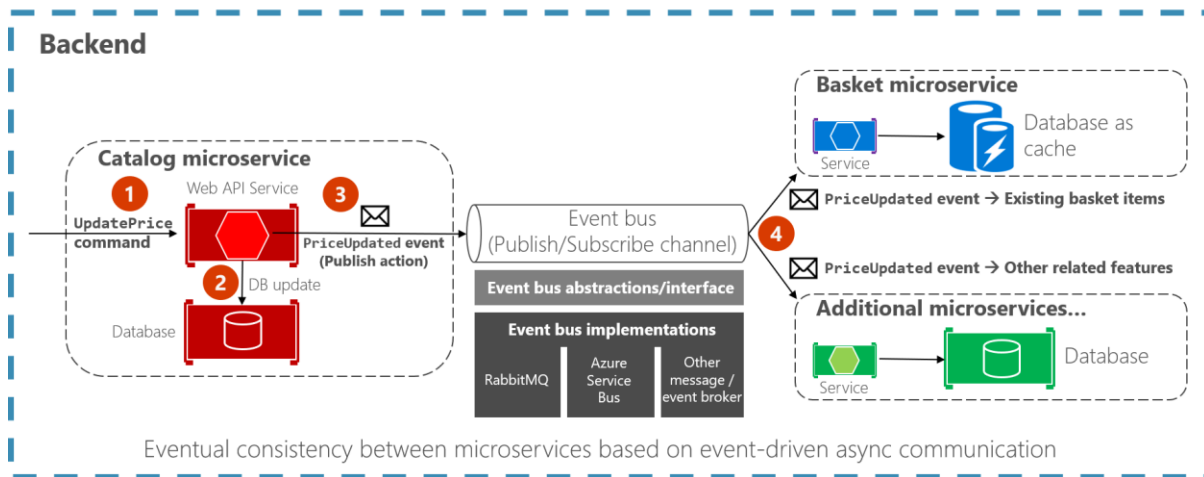 Backend
Catalog microservice
1
Web API Service
3
UpdatePrice
command
PriceUpdated event
(Publish action)
2
DB update
Database
Event bus
(Publish/Subscribe channel)
Event bus abstractions/interface
Event bus implementations
RabbitMQ
Azure
Service
Bus
Other
message /
event broker
4
Basket microservice
Service
Database as
cache
PriceUpdated event → Existing basket items
PriceUpdated event → Other related features
Additional microservices...
Service
Database
Eventual consistency between microservices based on event-driven async communication